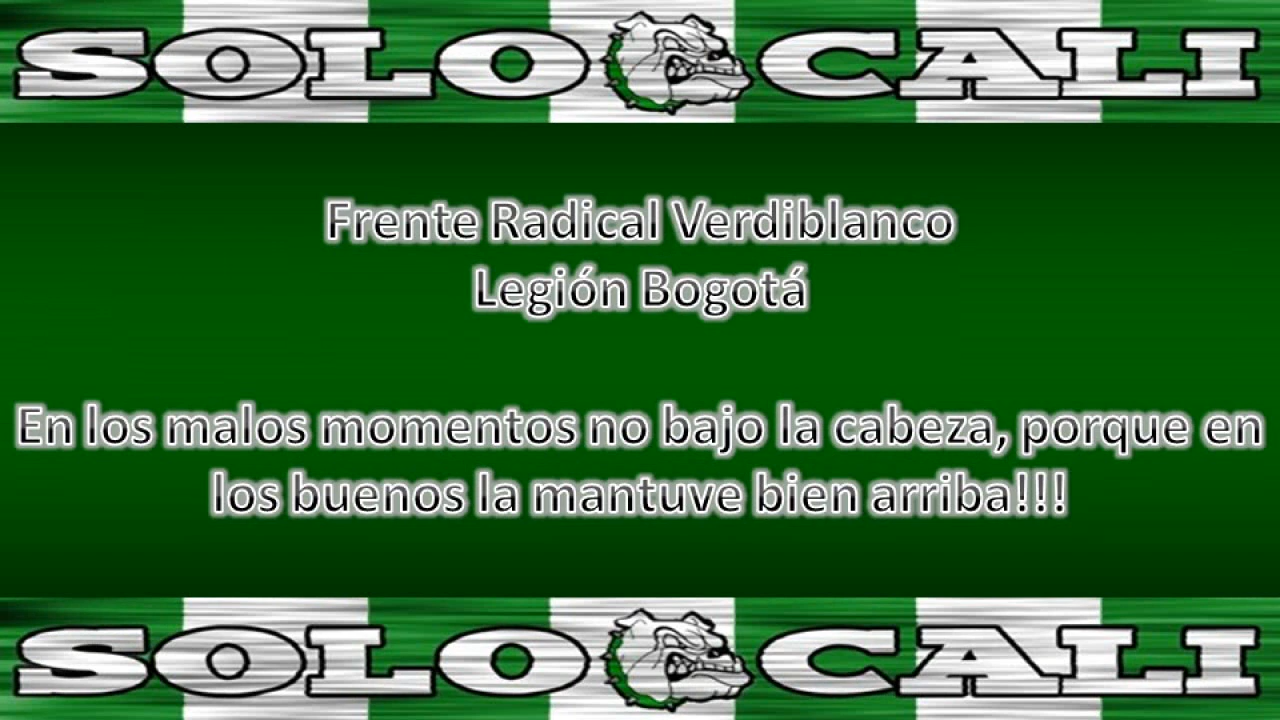 SOLO CALI
Frente Radical Verdiblanco
Legión Bogotá
En los malos momentos no bajo la cabeza, porque en
los buenos la mantuve bien arriba!!!
SOLO CALI